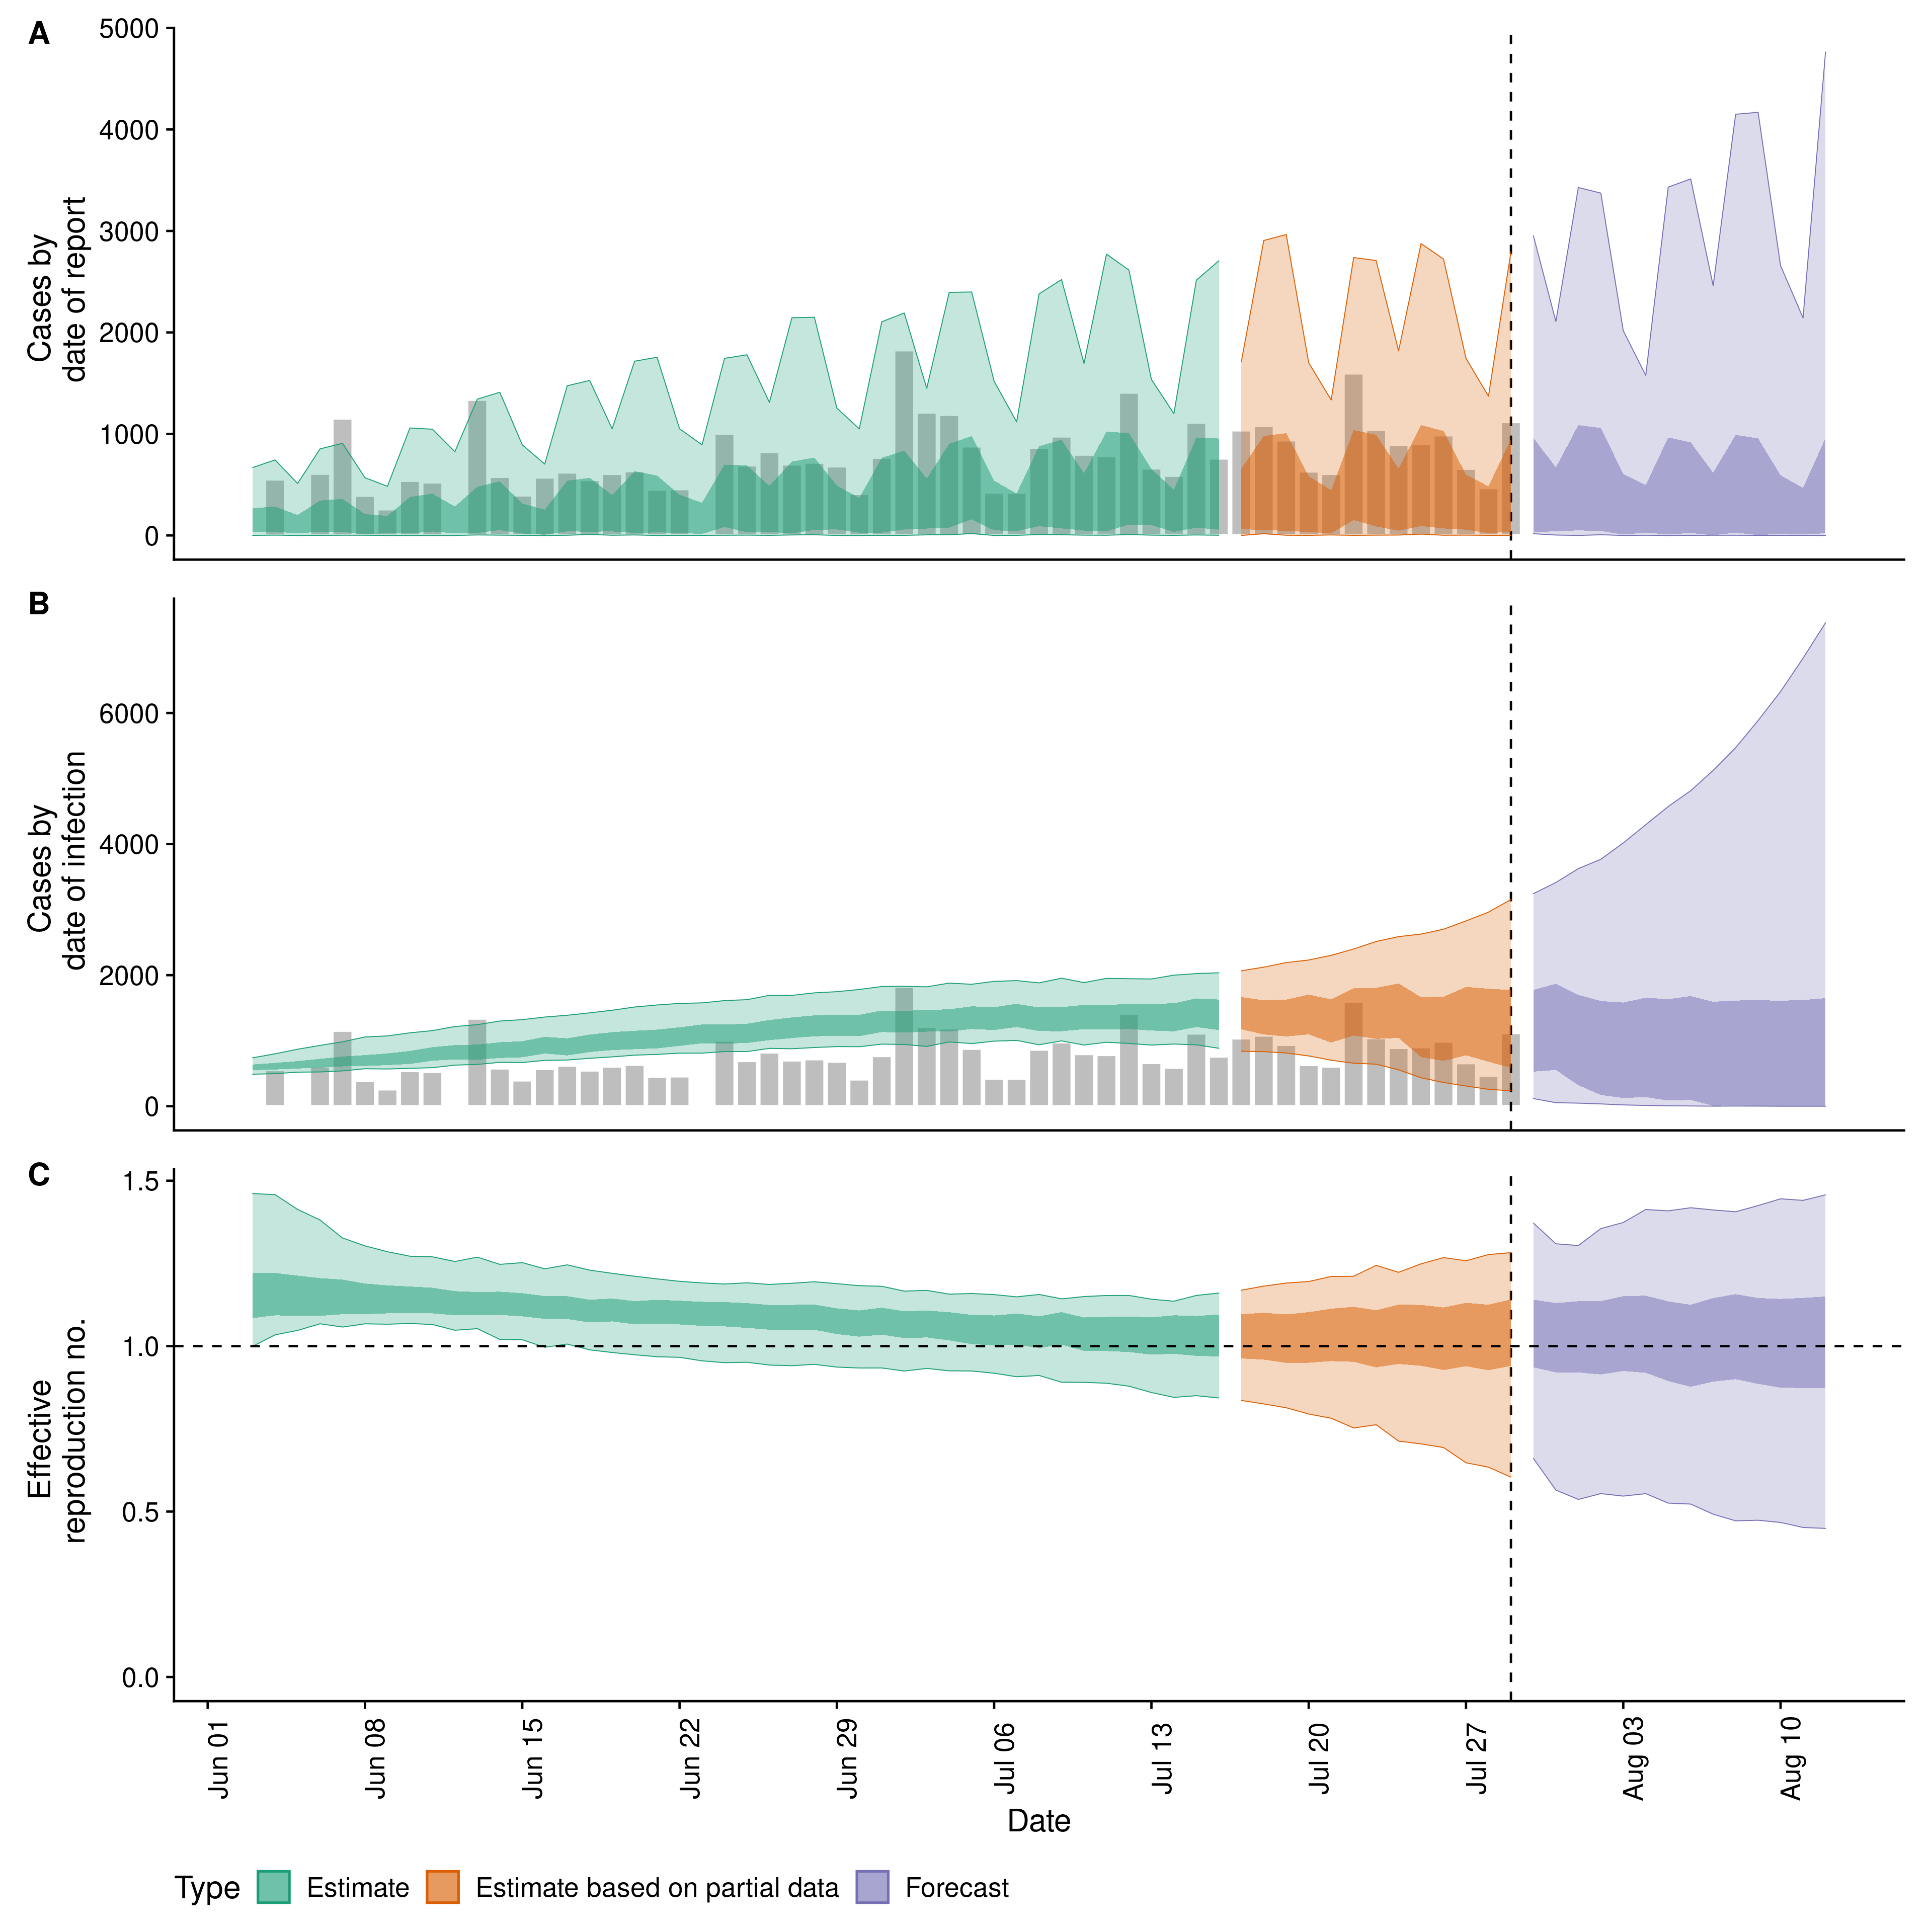 A
5000
4000
3000
2000
1000
0
Cases by
date of report
B
6000
4000
2000
0
Cases by
date of infection
C
1.5
1.0
0.5
0.0
Effective
reproduction no.
Jun 01
Jun 08
Jun 15
Jun 22
Jun 29
Jul 06
Jul 13
Jul 20
Jul 27
Aug 03
Aug 10
Date
Type Estimate Estimate based on partial data Forecast